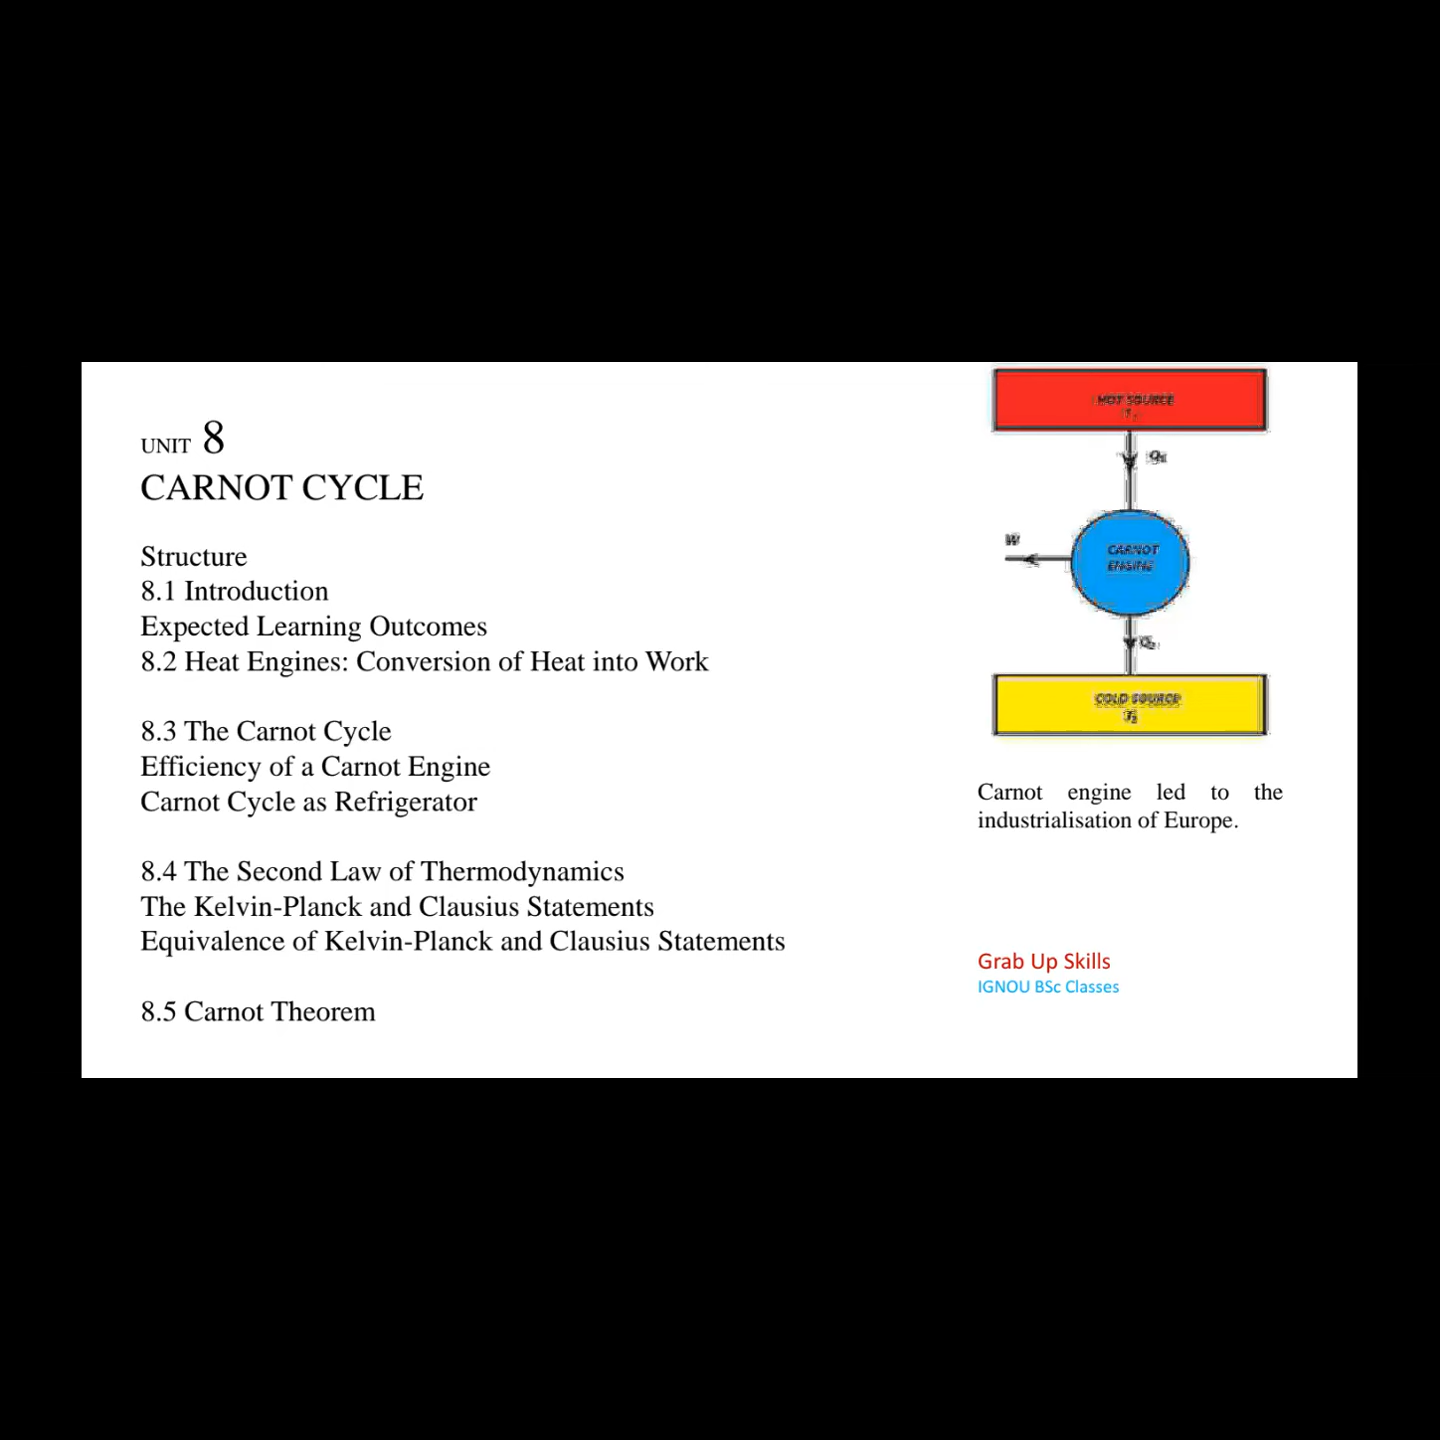 UNIT 8
CARNOT CYCLE
Structure
8.1 Introduction
Expected Learning Outcomes
8.2 Heat Engines: Conversion of Heat into Work
8.3 The Carnot Cycle
Efficiency of a Carnot Engine
Carnot Cycle as Refrigerator
8.4 The Second Law of Thermodynamics
The Kelvin-Planck and Clausius Statements
Equivalence of Kelvin-Planck and Clausius Statements
8.5 Carnot Theorem
HOT SOURCE
W
CARNOT
ENGINE
COLD SOURCE
Carnot engine led to the
industrialisation of Europe.
Grab Up Skills
IGNOU BSc Classes